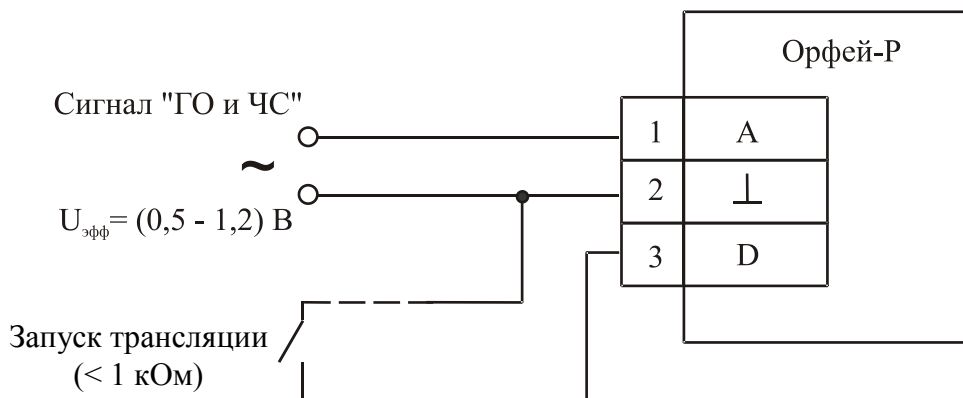 Орфей-Р
Сигнал "ГО и ЧС"
~
Uэфф= (0,5 - 1,2) В
1 А
2 ⊥
3 D
Запуск трансляции
(< 1 кОм)